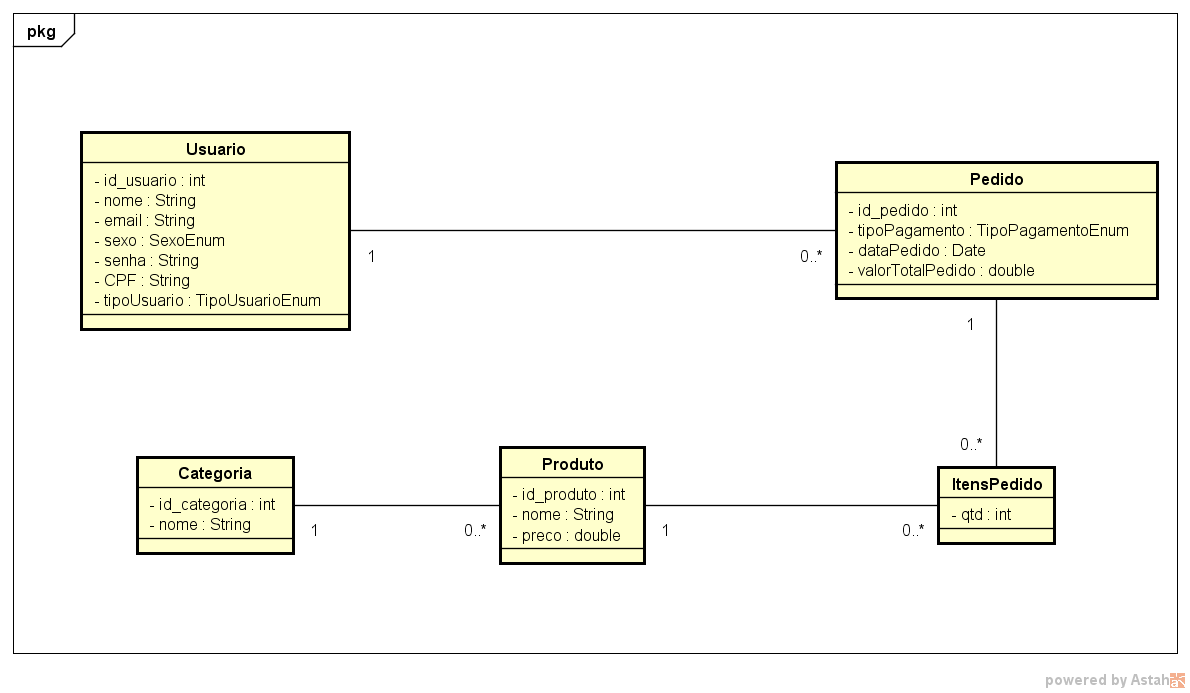 pkg
Usuario
- id_usuario : int
- nome : String
- email : String
- sexo : SexoEnum
- senha : String
- CPF : String
- tipoUsuario : TipoUsuarioEnum
1
0..*
Pedido
- id_pedido : int
- tipoPagamento : TipoPagamentoEnum
- dataPedido : Date
- valorTotalPedido : double
1
0..*
Categoria
- id_categoria : int
- nome : String
1
0..*
Produto
- id_produto : int
- nome : String
- preco : double
1
0..*
ItensPedido
- qtd : int
powered by Astah